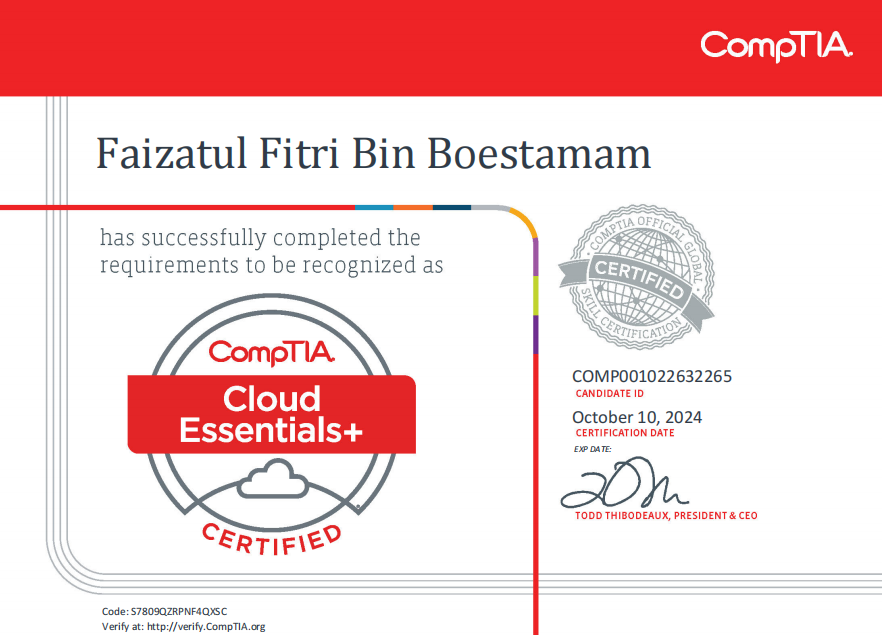 CompTIA.
Faizatul Fitri Bin Boestamam
has successfully completed the
requirements to be recognized as
CompTIA.
Cloud
Essentials+
CERTIFIED
COMPTIA OFFICIAL GLOBAL
CERTIFIED
SKILL CERTIFICATION
COMP001022632265
CANDIDATE ID
October 10, 2024
CERTIFICATION DATE
EXP DATE:
TODD THIBODEAUX, PRESIDENT & CEO
Code: S7809QZRPNF4QXSC
Verify at: http://verify.CompTIA.org